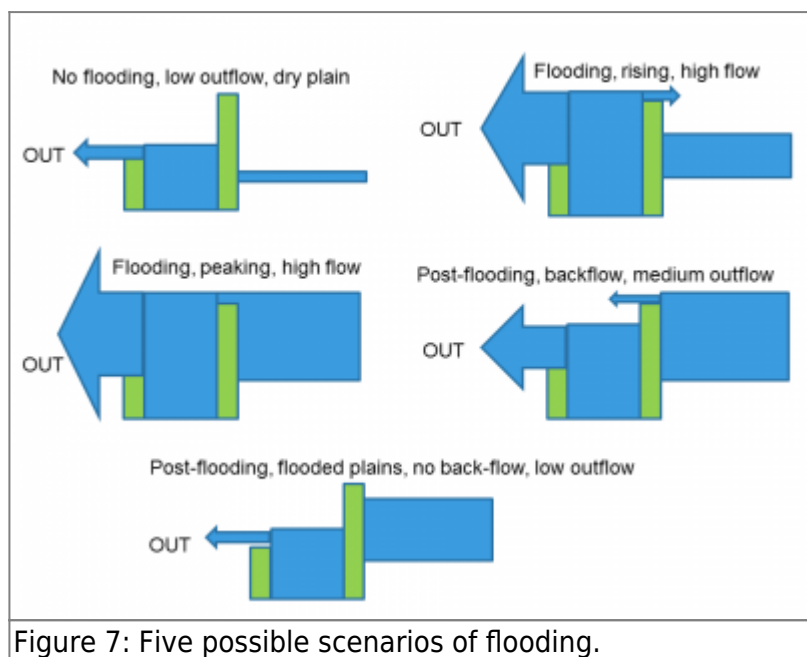 No flooding, low outflow, dry plain
OUT
Flooding, rising, high flow
OUT
Flooding, peaking, high flow
OUT
Post-flooding, backflow, medium outflow
OUT
Post-flooding, flooded plains, no back-flow, low outflow
OUT
Figure 7: Five possible scenarios of flooding.